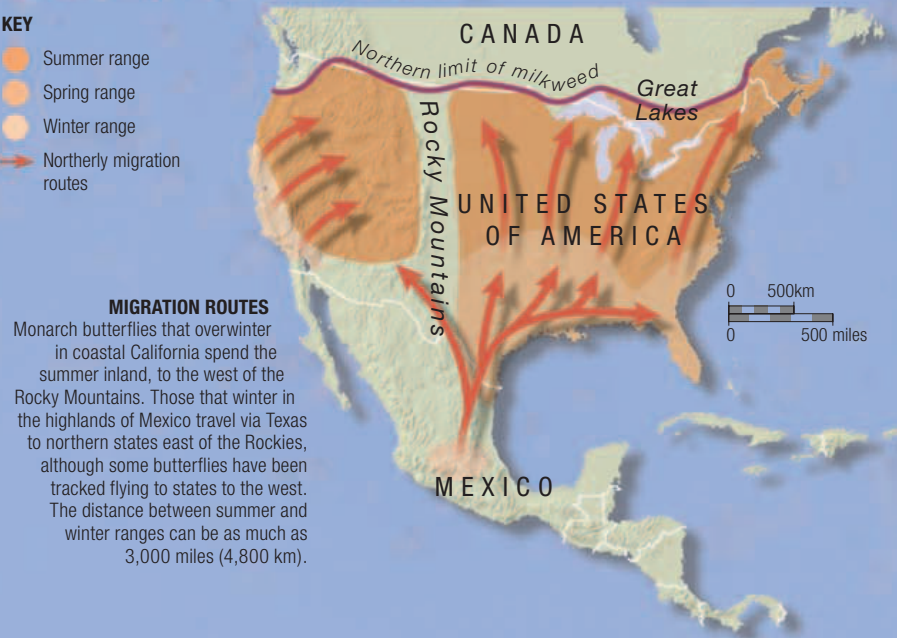 KEY
Summer range
Spring range
Winter range
Northerly migration
routes
CANADA
Northern limit of milkweed
Great
Lakes
Rocky Mountains
UNITED STATES
OF AMERICA
0 500km
0 500 miles
MIGRATION ROUTES
Monarch butterflies that overwinter
in coastal California spend the
summer inland, to the west of the
Rocky Mountains. Those that winter in
the highlands of Mexico travel via Texas
to northern states east of the Rockies,
although some butterflies have been
tracked flying to states to the west.
The distance between summer and
winter ranges can be as much as
3,000 miles (4,800 km).
MEXICO